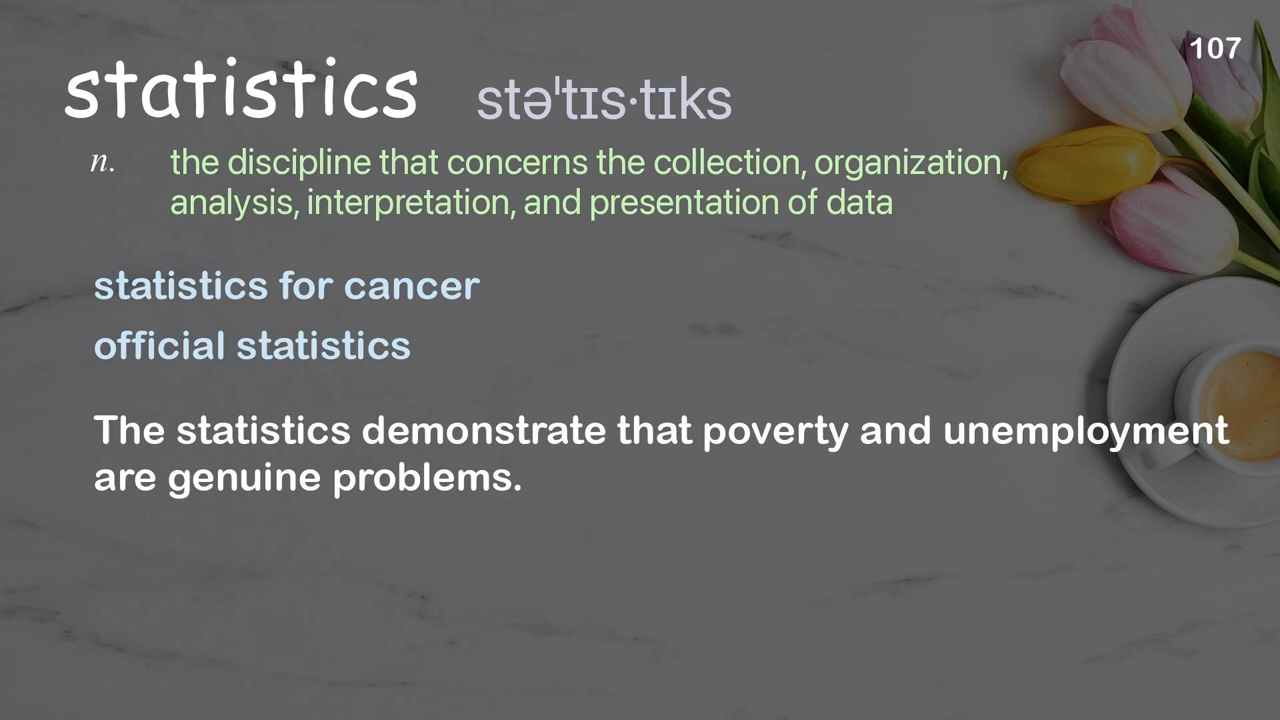 107
statistics stəˈtɪs·tɪks
n. the discipline that concerns the collection, organization,
analysis, interpretation, and presentation of data
statistics for cancer
official statistics
The statistics demonstrate that poverty and unemployment
are genuine problems.